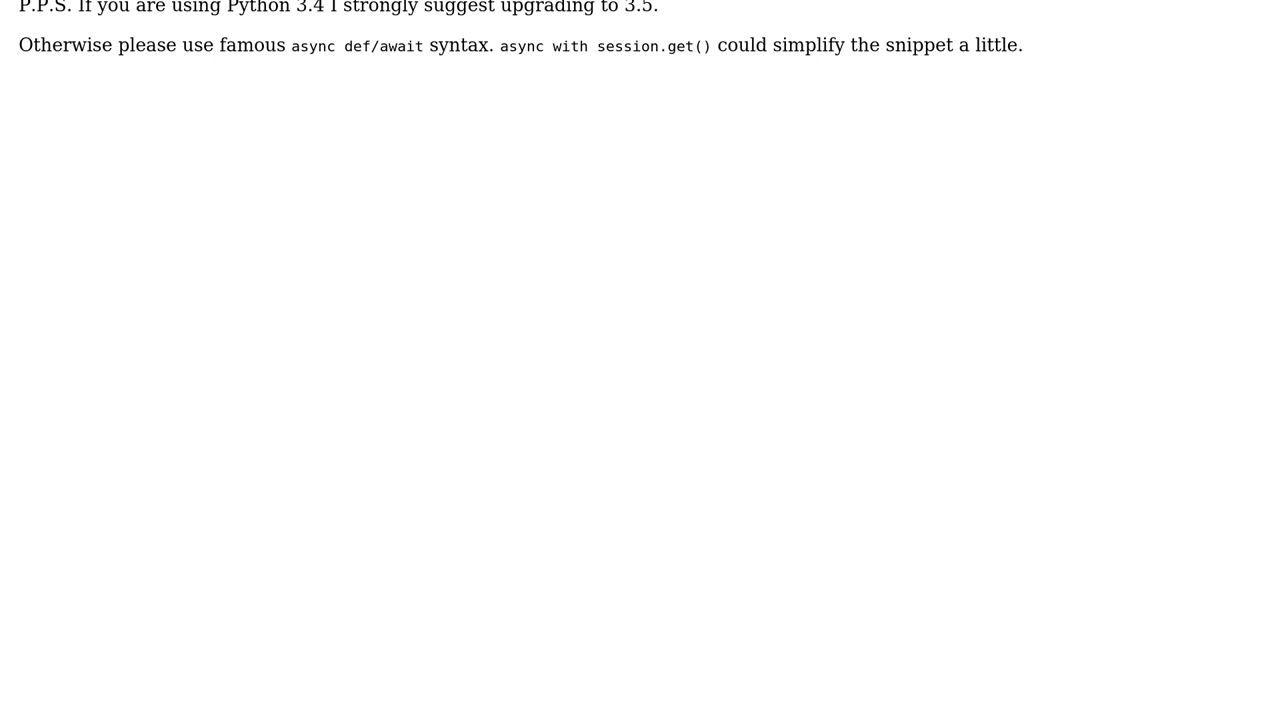 P.P.S. If you are using Python 3.4 I strongly suggest upgrading to 3.5.
Otherwise please use famous async def/await syntax. async with session.get() could simplify the snippet a little.